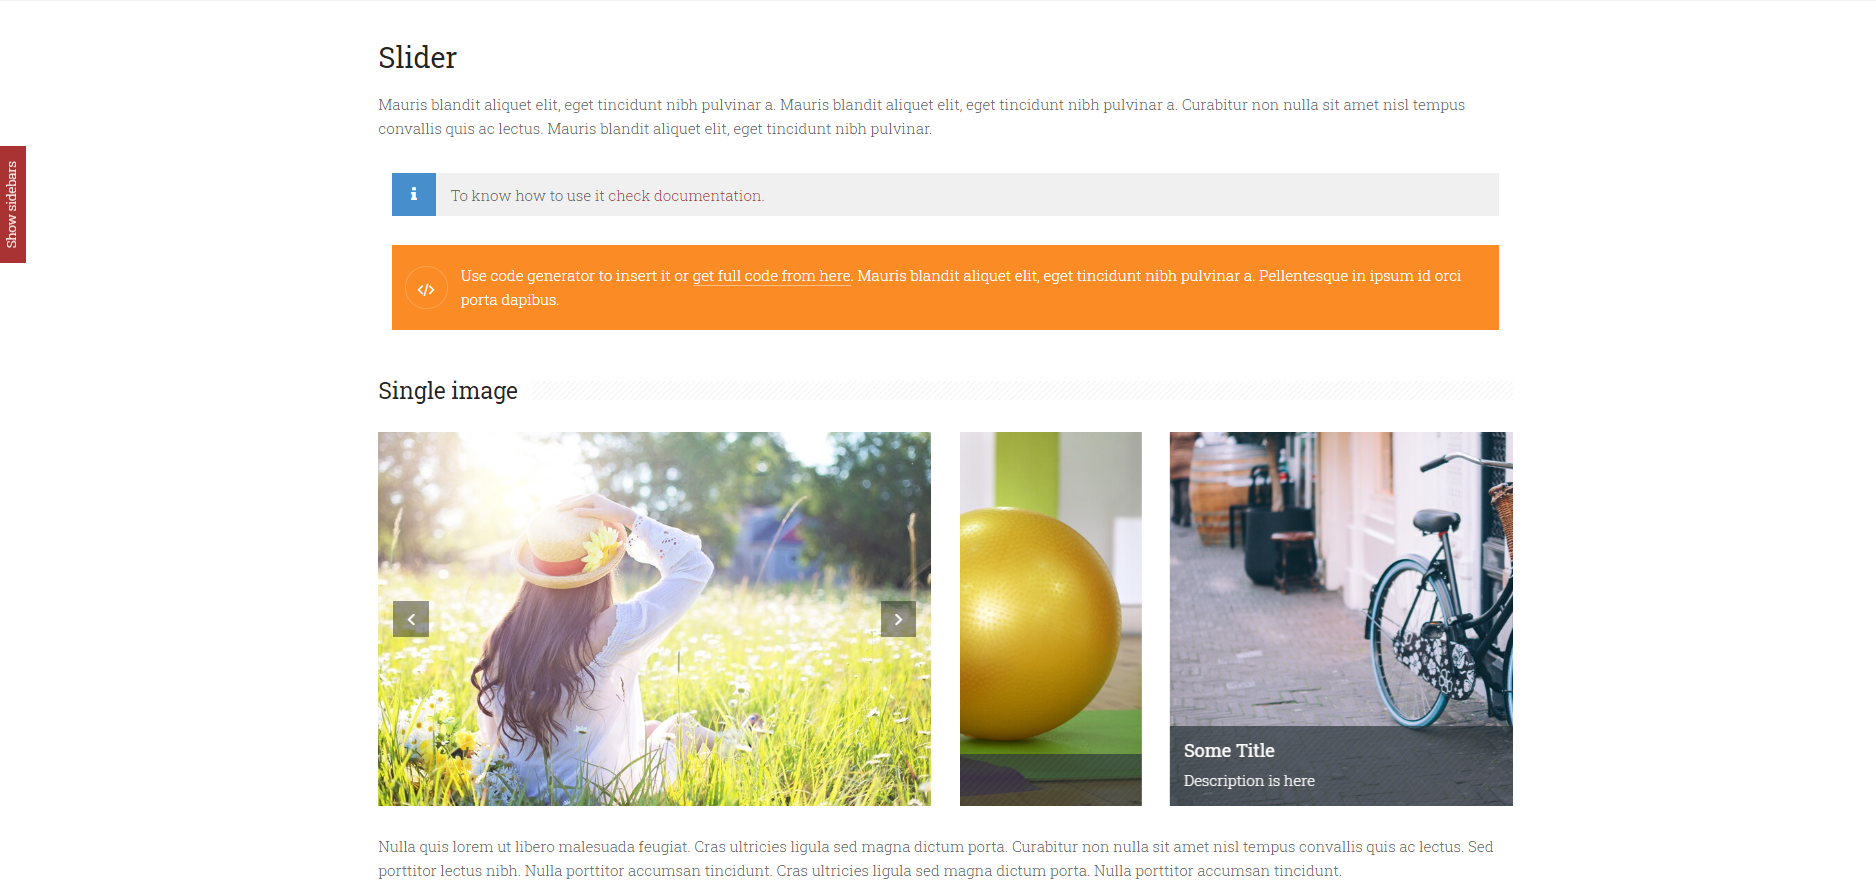 Slider
Mauris blandit aliquet elit, eget tincidunt nibh pulvinar a. Mauris blandit aliquet elit, eget tincidunt nibh pulvinar a. Curabitur non nulla sit amet nisl tempus
convallis quis ac lectus. Mauris blandit aliquet elit, eget tincidunt nibh pulvinar.
Show sidebars
To know how to use it check documentation.
Use code generator to insert it or get full code from here. Mauris blandit aliquet elit, eget tincidunt nibh pulvinar a. Pellentesque in ipsum id orci
porta dapibus.
Single image
Some Title
Description is here
Nulla quis lorem ut libero malesuada feugiat. Cras ultricies ligula sed magna dictum porta. Curabitur non nulla sit amet nisl tempus convallis quis ac lectus. Sed
porttitor lectus nibh. Nulla porttitor accumsan tincidunt. Cras ultricies ligula sed magna dictum porta. Nulla porttitor accumsan tincidunt.